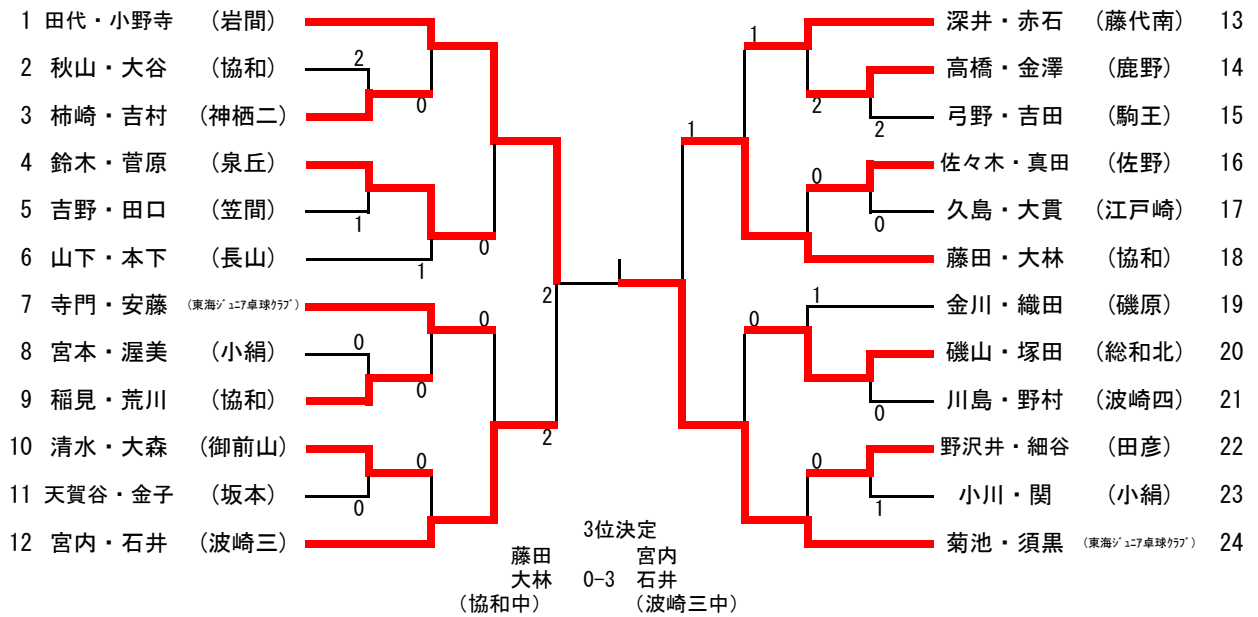 1 田代・小野寺 （岩間）
2 秋山・大谷 （協和）
3 柿崎・吉村 （神栖二）
4 鈴木・菅原 （泉丘）
5 吉野・田口 （笠間）
6 山下・本下 （長山）
7 寺門・安藤 （東海ｼﾞｭﾆｱ卓球ｸﾗﾌﾞ）
8 宮本・渥美 （小絹）
9 稲見・荒川 （協和）
10 清水・大森 （御前山）
11 天賀谷・金子 （坂本）
12 宮内・石井 （波崎三）
2
0
1
1
0
0
0
0
0
0
2
2
1
1
2
2
0
0
1
0
0
0
1
深井・赤石 （藤代南） 13
高橋・金澤 （鹿野） 14
弓野・吉田 （駒王） 15
佐々木・真田 （佐野） 16
久島・大貫 （江戸崎） 17
藤田・大林 （協和） 18
金川・織田 （磯原） 19
磯山・塚田 （総和北） 20
川島・野村 （波崎四） 21
野沢井・細谷 （田彦） 22
小川・関 （小絹） 23
菊池・須黒 （東海ｼﾞｭﾆｱ卓球ｸﾗﾌﾞ） 24
3位決定
藤田 宮内
大林 0-3 石井
（協和中） （波崎三中）